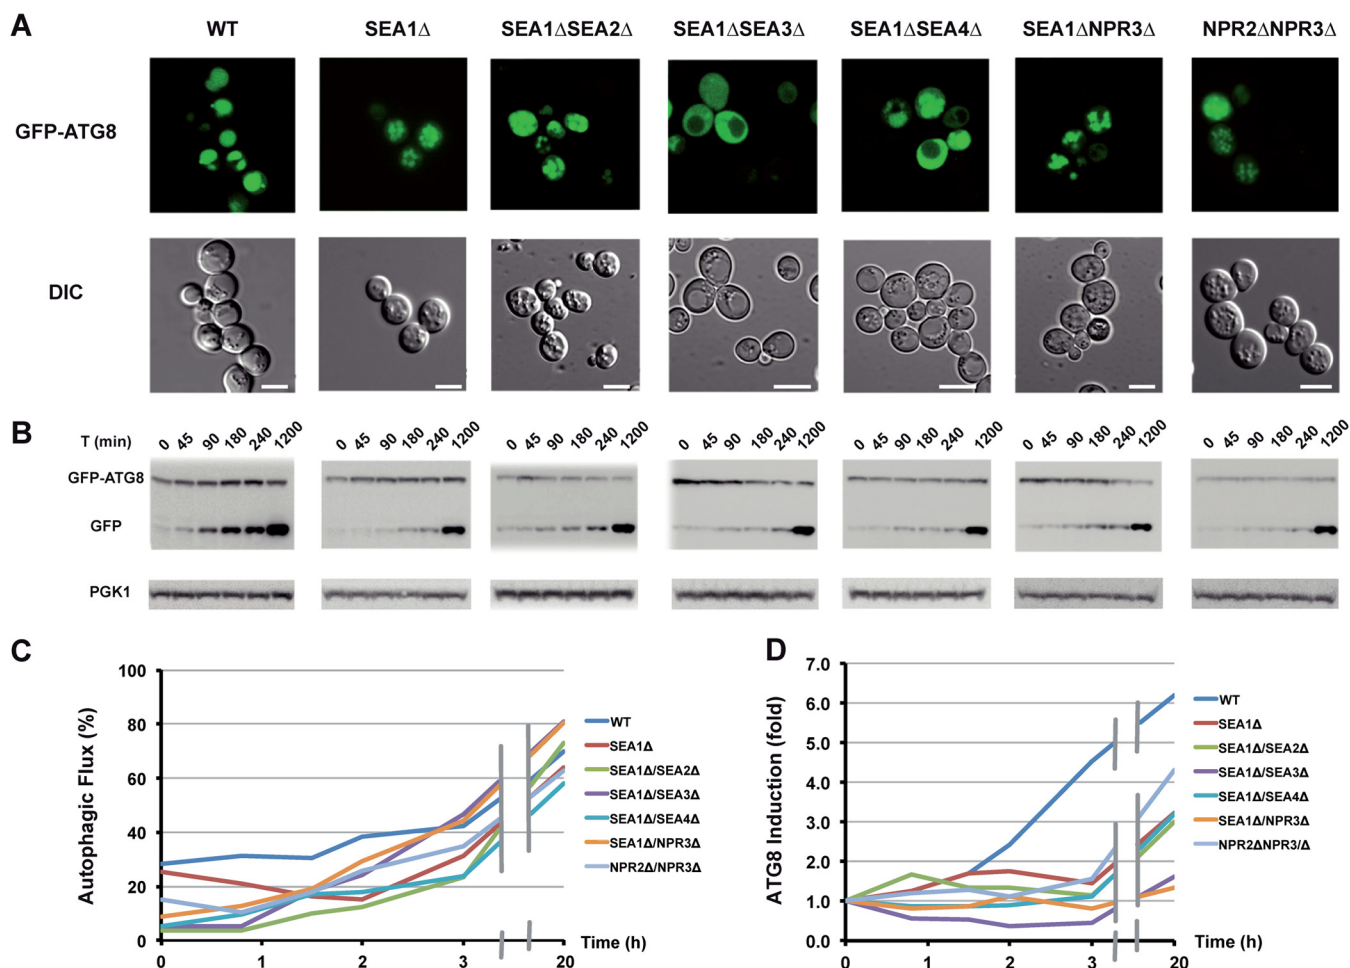 A
WT SEA1Δ SEA1ΔSEA2Δ SEA1ΔSEA3Δ SEA1ΔSEA4Δ SEA1ΔNPR3Δ NPR2ΔNPR3Δ
GFP-ATG8
DIC
B
T (min) 0 45 90 180 240 1200 0 45 90 180 240 1200 0 45 90 180 240 1200 0 45 90 180 240 1200 0 45 90 180 240 1200 0 45 90 180 240 1200 0 45 90 180 240 1200
GFP-ATG8
GFP
PGK1
C
Autophagic Flux (%)
100
80
60
40
20
0
0 1 2 3 20
Time (h)
WT
SEA1Δ
SEA1Δ/SEA2Δ
SEA1Δ/SEA3Δ
SEA1Δ/SEA4Δ
SEA1Δ/NPR3Δ
NPR2Δ/NPR3Δ
D
ATG8 Induction (fold)
7.0
6.0
5.0
4.0
3.0
2.0
1.0
0.0
0 1 2 3 20
Time (h)
WT
SEA1Δ
SEA1Δ/SEA2Δ
SEA1Δ/SEA3Δ
SEA1Δ/SEA4Δ
SEA1Δ/NPR3Δ
NPR2ΔNPR3/Δ